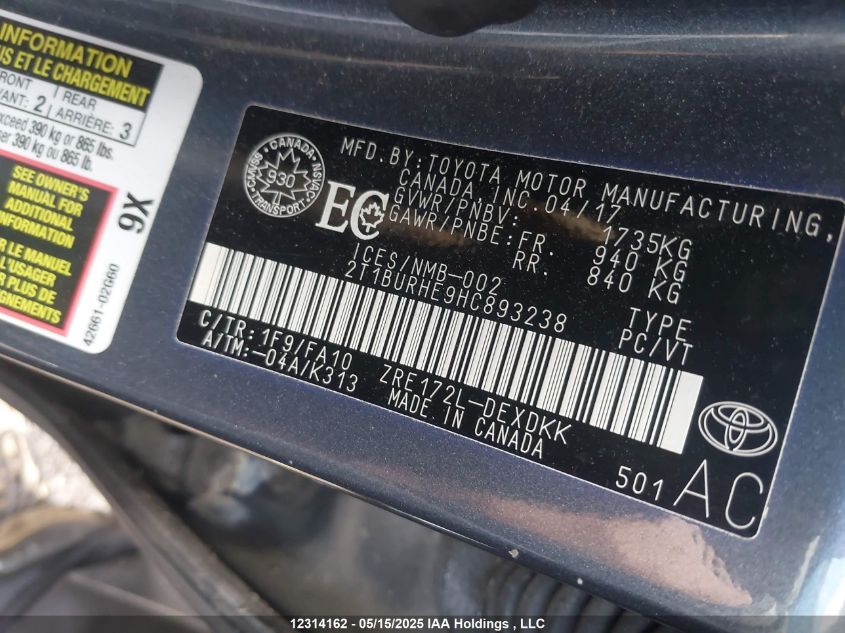 INFORMATION
IS ET LE CHARGEMENT
FRONT
REAR
VANT: 2
ARRIÈRE: 3
exceed 390 kg or 865 lbs.
ser 390 kg ou 865 lb.
SEE OWNER'S
MANUAL FOR
ADDITIONAL
INFORMATION
LE MANUEL
L'USAGER
PLUS DE
SEIGNEMENTS
9X
42661-02G60
CANADA
930
TRANSPORT
EC
MFD.BY:TOYOTA MOTOR MANUFACTURING,
CANADA,INC.04/17
GVWR/PNBV: 1735KG
GAWR/PNBE:FR. 940 KG
RR. 840 KG
ICES/NMB-002
2T1BURHE9HC893238
TYPE
PC/VT
C/TR:1F9/FA10
A/TM:-04A/K313
ZRE172L-DEXDKK
MADE IN CANADA
501 AC
12314162 - 05/15/2025 IAA Holdings , LLC